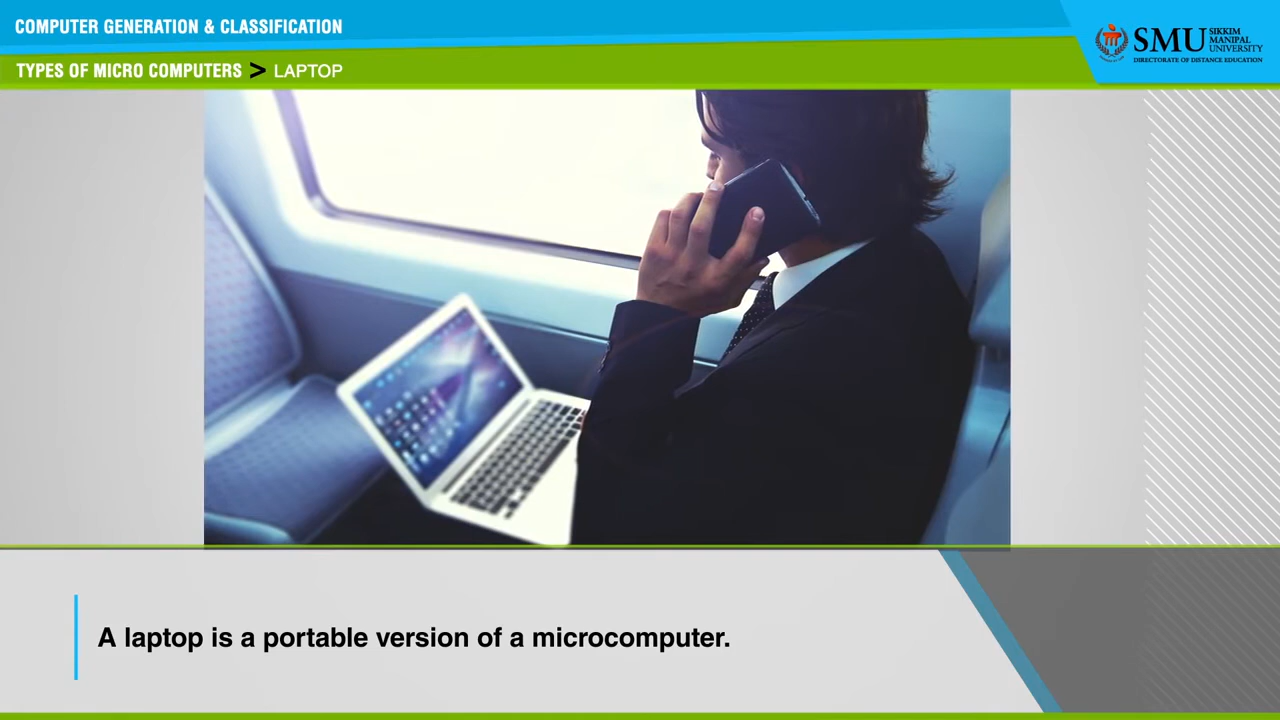 COMPUTER GENERATION & CLASSIFICATION
TYPES OF MICRO COMPUTERS > LAPTOP
SMU SIKKIM
MANIPAL
UNIVERSITY
DIRECTORATE OF DISTANCE EDUCATION
A laptop is a portable version of a microcomputer.